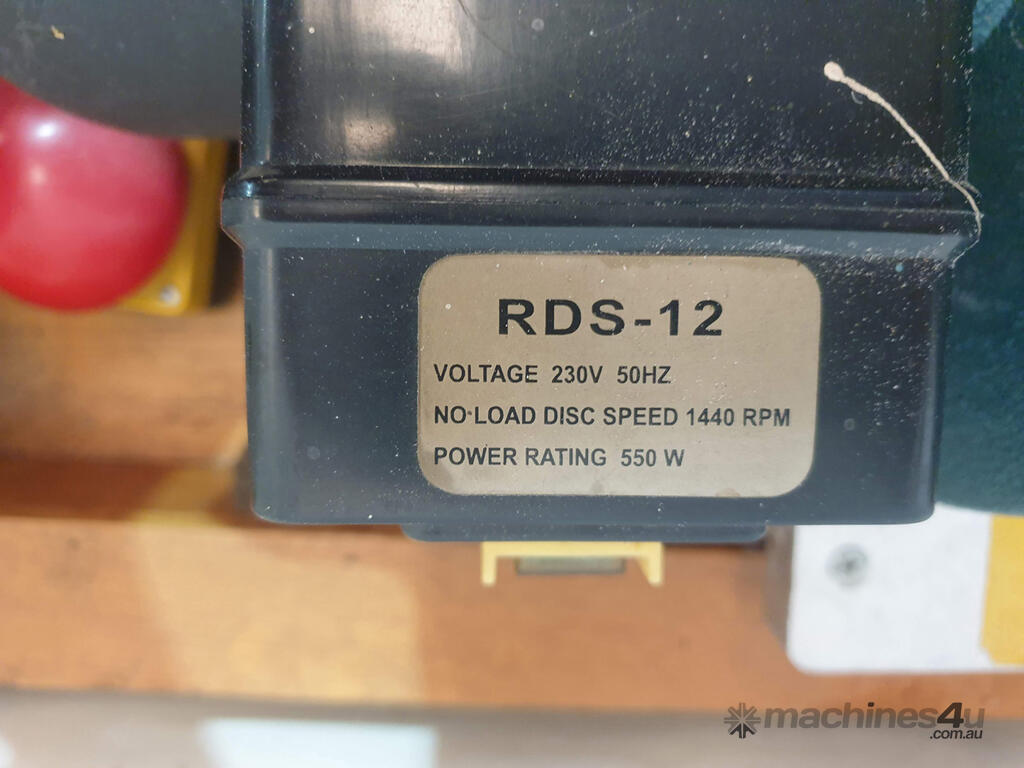 RDS-12
VOLTAGE 230V 50HZ
NO-LOAD DISC SPEED 1440 RPM
POWER RATING 550 W
machines4u
.com.au